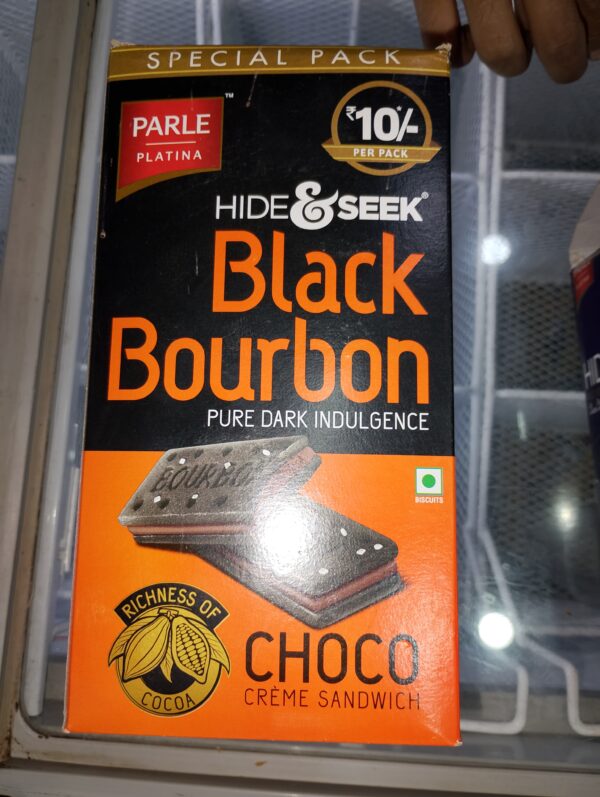 SPECIAL PACK
PARLE
PLATINA
™
₹10/-*
PER PACK
HIDE&SEEK®
Black
Bourbon
PURE DARK INDULGENCE
BOURBON
BISCUITS
RICHNESS OF
COCOA
CHOCO
CRÈME SANDWICH